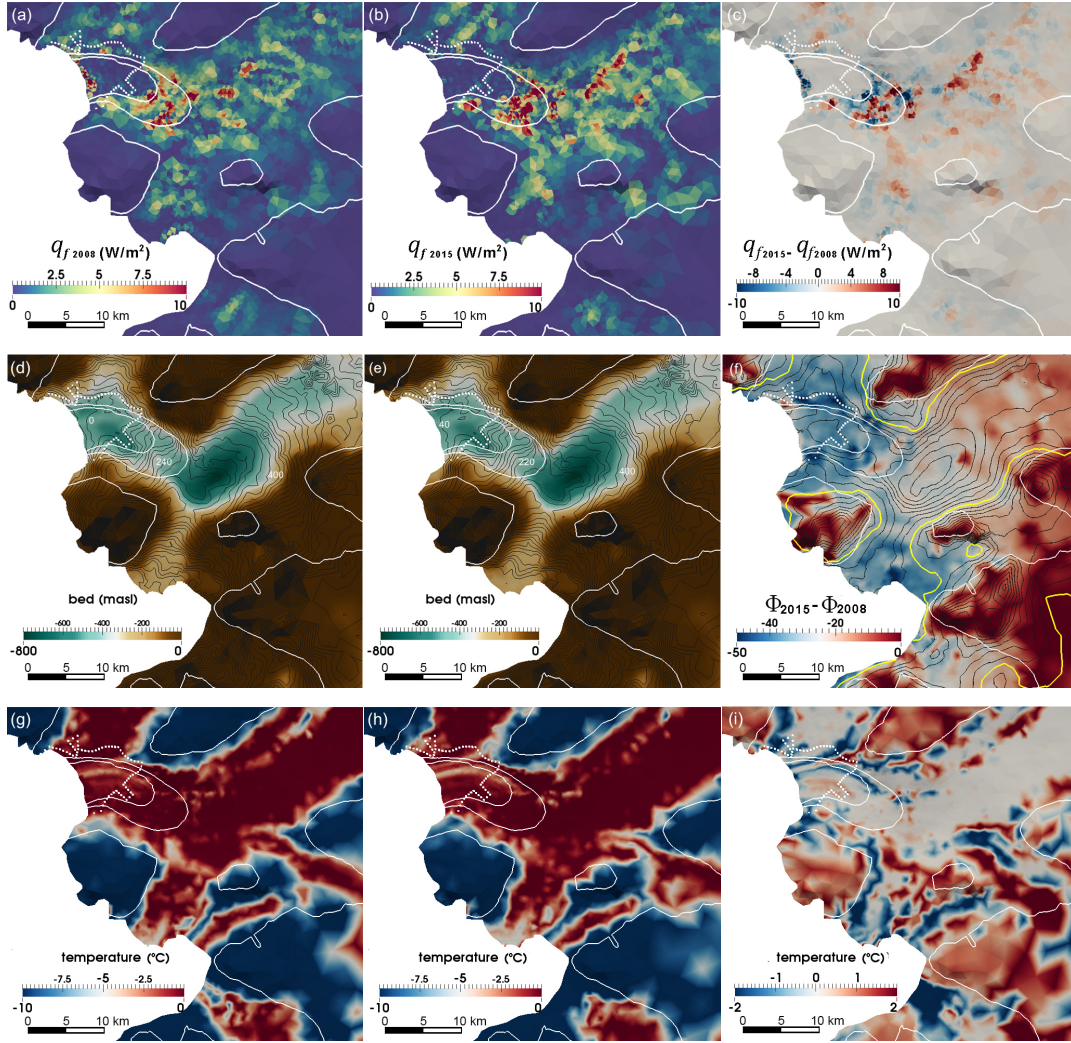 (a)
q_f 2008 (W/m²)
2.5 5 7.5
0 10
0 5 10 km
(b)
q_f 2015 (W/m²)
2.5 5 7.5
0 10
0 5 10 km
(c)
q_f2015- q_f2008 (W/m²)
-8 -4 0 4 8
-10 10
0 5 10 km
(d)
0
240
400
bed (masl)
-600 -400 -200
-800 0
0 5 10 km
(e)
40
220
400
bed (masl)
-600 -400 -200
-800 0
0 5 10 km
(f)
Φ2015-Φ2008
-40 -20
-50 0
0 5 10 km
(g)
temperature (ºC)
-7.5 -5 -2.5
-10 0
0 5 10 km
(h)
temperature (ºC)
-7.5 -5 -2.5
-10 0
0 5 10 km
(i)
temperature (ºC)
-1 0 1
-2 2
0 5 10 km